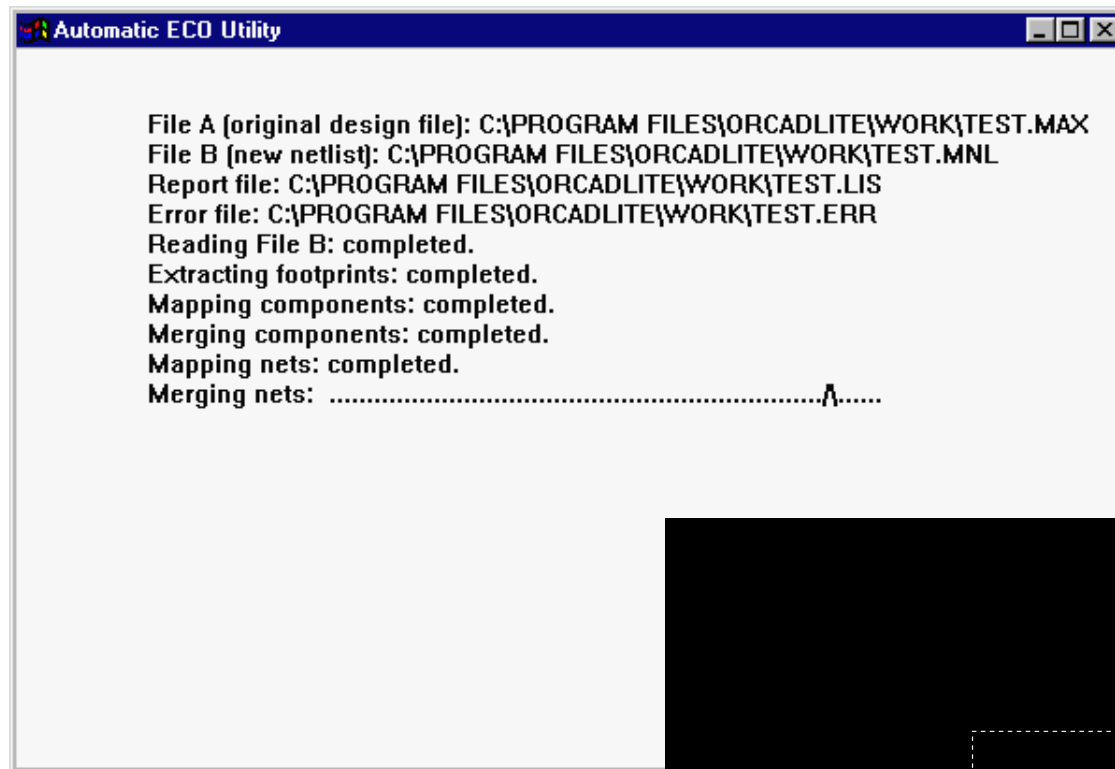 Automatic ECO Utility
File A (original design file): C:\PROGRAM FILES\ORCADLITE\WORK\TEST.MAX
File B (new netlist): C:\PROGRAM FILES\ORCADLITE\WORK\TEST.MNL
Report file: C:\PROGRAM FILES\ORCADLITE\WORK\TEST.LIS
Error file: C:\PROGRAM FILES\ORCADLITE\WORK\TEST.ERR
Reading File B: completed.
Extracting footprints: completed.
Mapping components: completed.
Merging components: completed.
Mapping nets: completed.
Merging nets: ..................................................................../\......